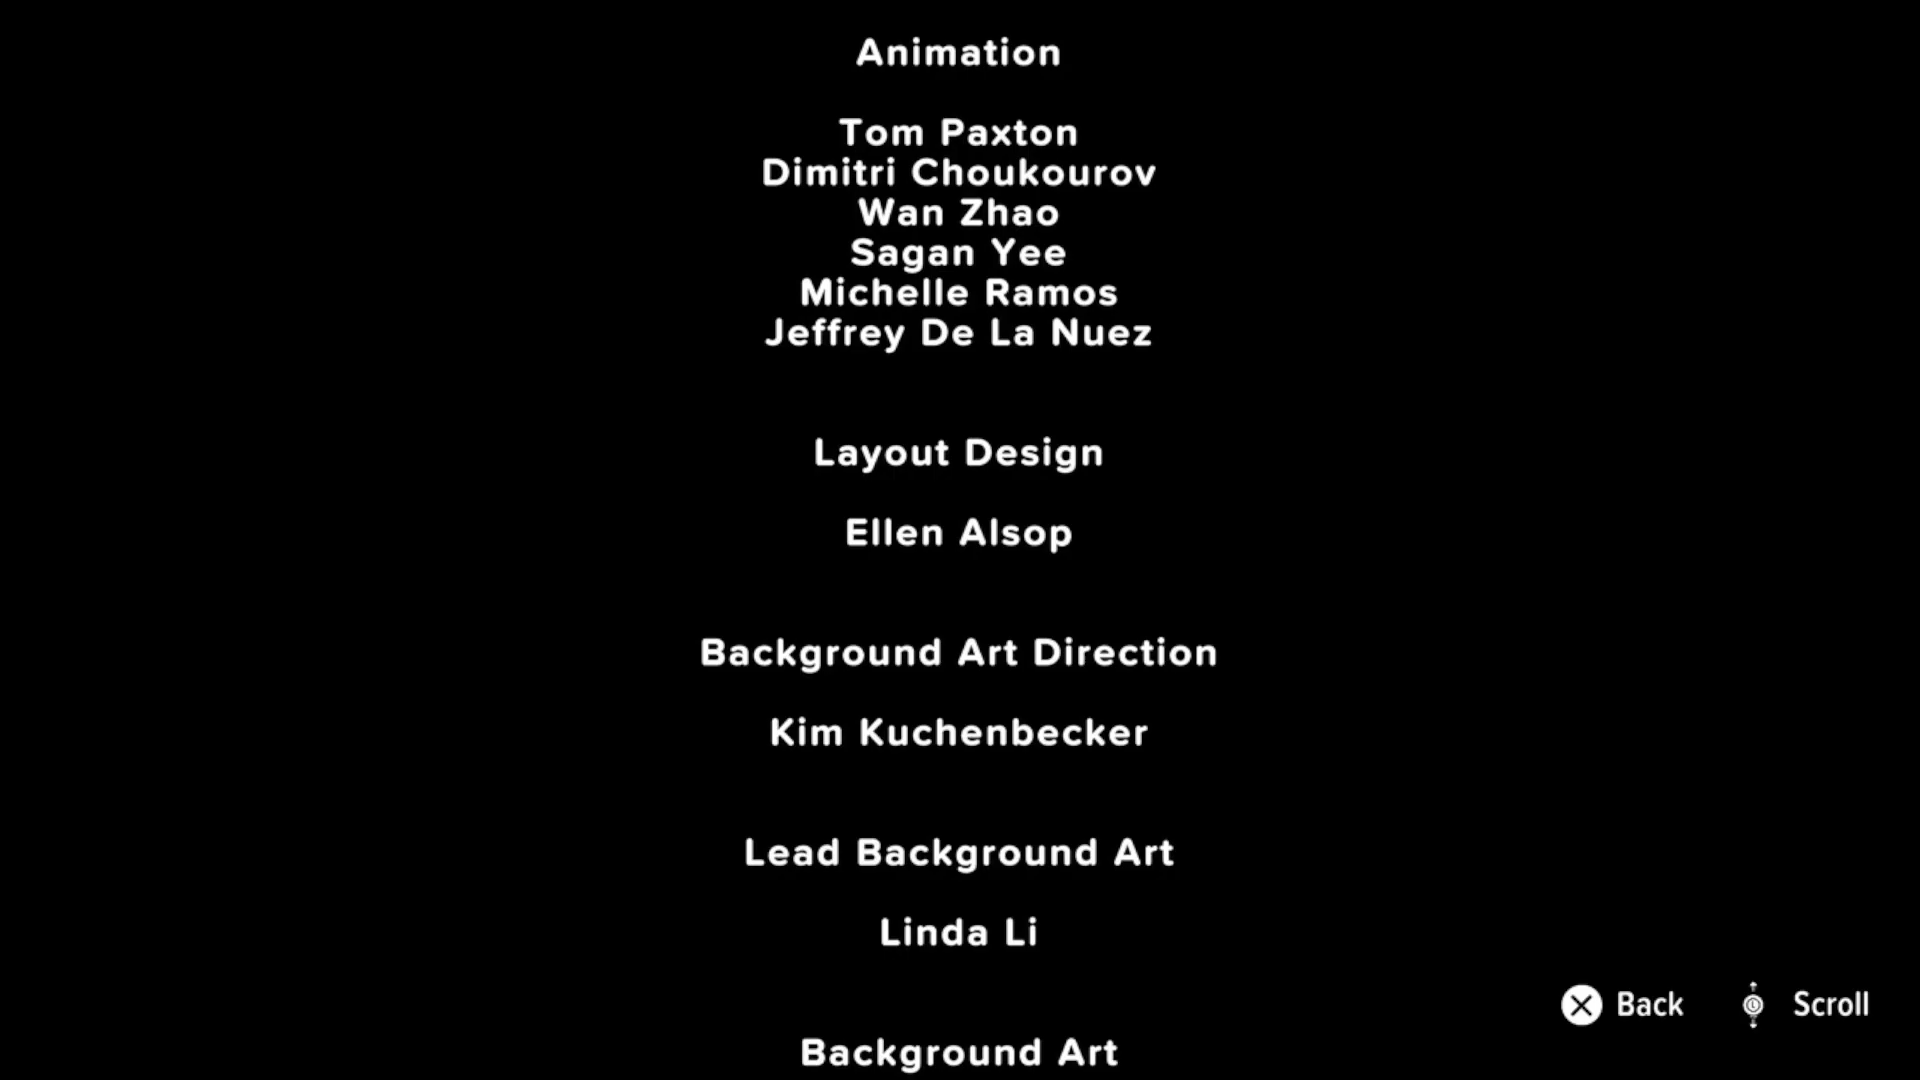 Animation
Tom Paxton
Dimitri Choukourov
Wan Zhao
Sagan Yee
Michelle Ramos
Jeffrey De La Nuez
Layout Design
Ellen Alsop
Background Art Direction
Kim Kuchenbecker
Lead Background Art
Linda Li
Back
L
Scroll
Background Art